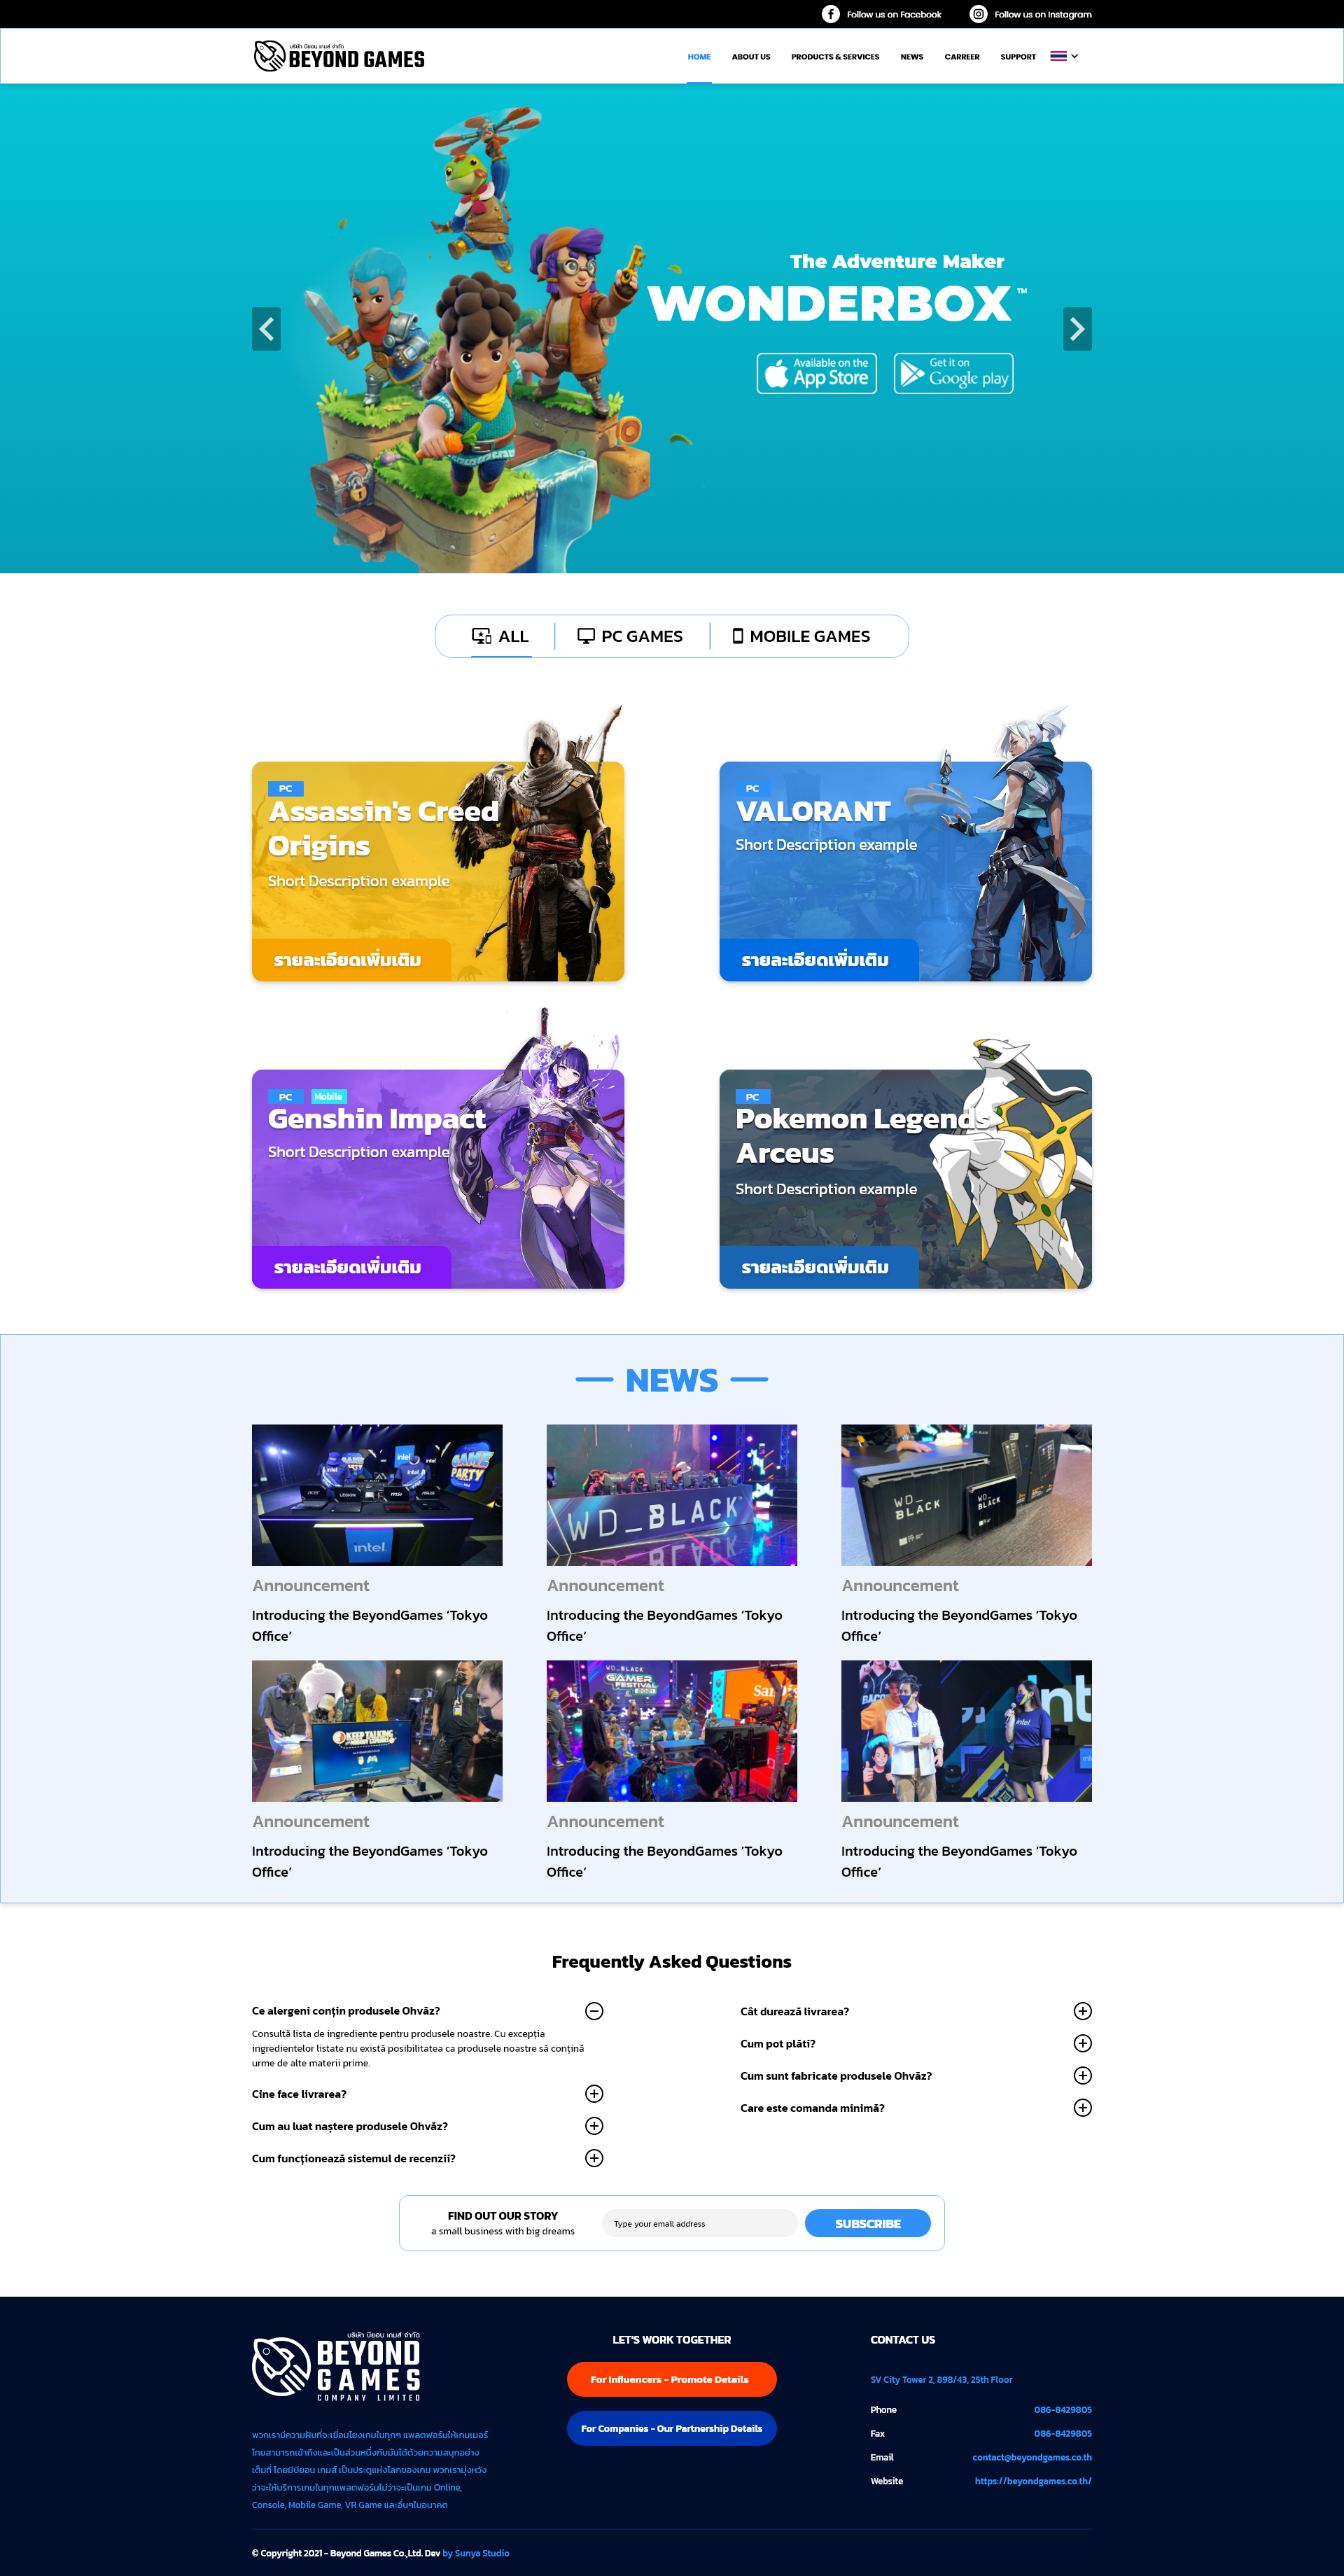 Follow us on Facebook
Follow us on Instagram
บริษัท บียอน เกมส์ จำกัด
BEYOND GAMES
HOME
ABOUT US
PRODUCTS & SERVICES
NEWS
CARREER
SUPPORT
The Adventure Maker
WONDERBOX ™
Available on the
App Store
Get it on
Google play
ALL
PC GAMES
MOBILE GAMES
PC
Assassin's Creed
Origins
Short Description example
รายละเอียดเพิ่มเติม
PC
VALORANT
Short Description example
รายละเอียดเพิ่มเติม
PC
Mobile
Genshin Impact
Short Description example
รายละเอียดเพิ่มเติม
PC
Pokemon Legends
Arceus
Short Description example
รายละเอียดเพิ่มเติม
NEWS
intel
GAME
PARTY
acer
LEGION
msi
ASUS
intel
WD_BLACK
WD_BLACK
WD_BLACK
Announcement
Introducing the BeyondGames ‘Tokyo
Office’
Announcement
Introducing the BeyondGames ‘Tokyo
Office’
Announcement
Introducing the BeyondGames ‘Tokyo
Office’
KEEP TALKING
WD_BLACK
GAMER
FESTIVAL
2021
intel
Announcement
Introducing the BeyondGames ‘Tokyo
Office’
Announcement
Introducing the BeyondGames ‘Tokyo
Office’
Announcement
Introducing the BeyondGames ‘Tokyo
Office’
Frequently Asked Questions
Ce alergeni conțin produsele Ohvăz?
Consultă lista de ingrediente pentru produsele noastre. Cu excepția
ingredientelor listate nu există posibilitatea ca produsele noastre să conțină
urme de alte materii prime.
Cine face livrarea?
Cum au luat naștere produsele Ohvăz?
Cum funcționează sistemul de recenzii?
Cât durează livrarea?
Cum pot plăti?
Cum sunt fabricate produsele Ohvăz?
Care este comanda minimă?
FIND OUT OUR STORY
a small business with big dreams
Type your email address
SUBSCRIBE
บริษัท บียอน เกมส์ จำกัด
BEYOND
GAMES
COMPANY LIMITED
พวกเรามีความฝันที่จะเชื่อมโยงเกมในทุกๆ แพลตฟอร์มให้เกมเมอร์
ไทยสามารถเข้าถึงและเป็นส่วนหนึ่งกับมันได้ด้วยความสนุกอย่าง
เต็มที่ โดยมีบียอน เกมส์ เป็นประตูแห่งโลกของเกม พวกเรามุ่งหวัง
ว่าจะให้บริการเกมในทุกแพลตฟอร์มไม่ว่าจะเป็นเกม Online,
Console, Mobile Game, VR Game และอื่นๆในอนาคต
LET'S WORK TOGETHER
For Influencers - Promote Details
For Companies - Our Partnership Details
CONTACT US
SV City Tower 2, 898/43, 25th Floor
Phone 086-8429805
Fax 086-8429805
Email contact@beyondgames.co.th
Website https://beyondgames.co.th/
© Copyright 2021 - Beyond Games Co.,Ltd. Dev by Sunya Studio